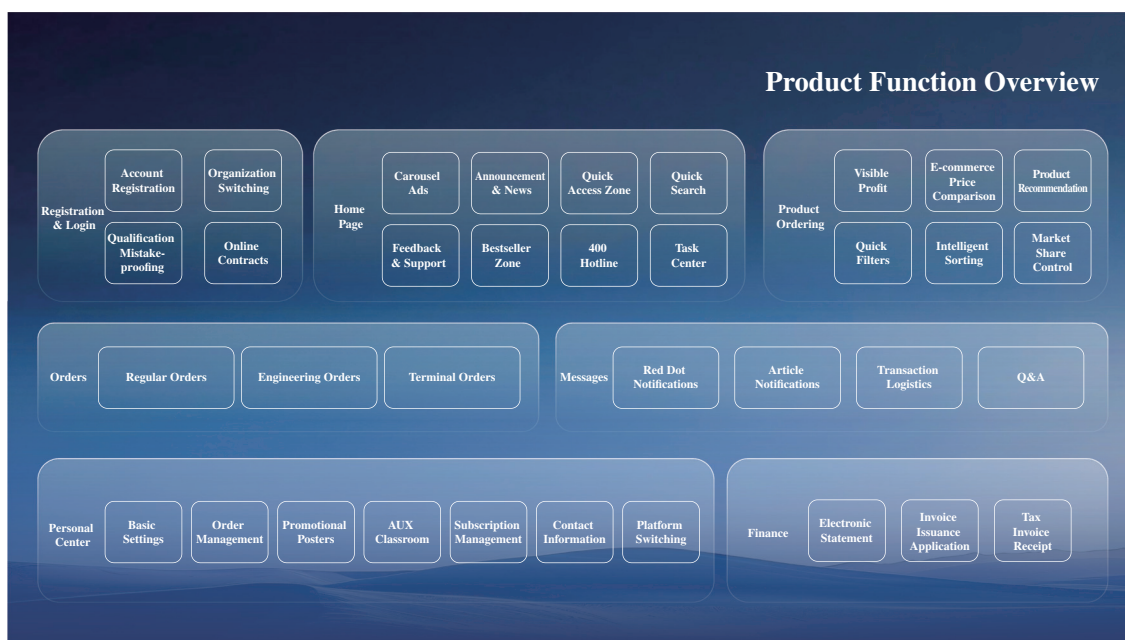 Product Function Overview
Registration
& Login
Account
Registration
Organization
Switching
Qualification
Mistake-
proofing
Online
Contracts
Home
Page
Carousel
Ads
Announcement
& News
Quick
Access Zone
Quick
Search
Feedback
& Support
Bestseller
Zone
400
Hotline
Task
Center
Product
Ordering
Visible
Profit
E-commerce
Price
Comparison
Product
Recommendation
Quick
Filters
Intelligent
Sorting
Market
Share
Control
Orders
Regular Orders
Engineering Orders
Terminal Orders
Messages
Red Dot
Notifications
Article
Notifications
Transaction
Logistics
Q&A
Personal
Center
Basic
Settings
Order
Management
Promotional
Posters
AUX
Classroom
Subscription
Management
Contact
Information
Platform
Switching
Finance
Electronic
Statement
Invoice
Issuance
Application
Tax
Invoice
Receipt